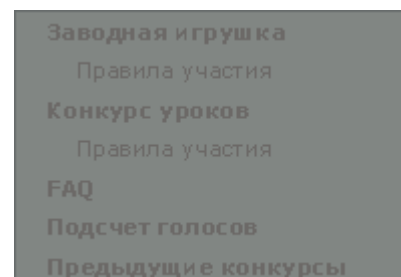 Заводная игрушка
Правила участия
Конкурс уроков
Правила участия
FAQ
Подсчет голосов
Предыдущие конкурсы